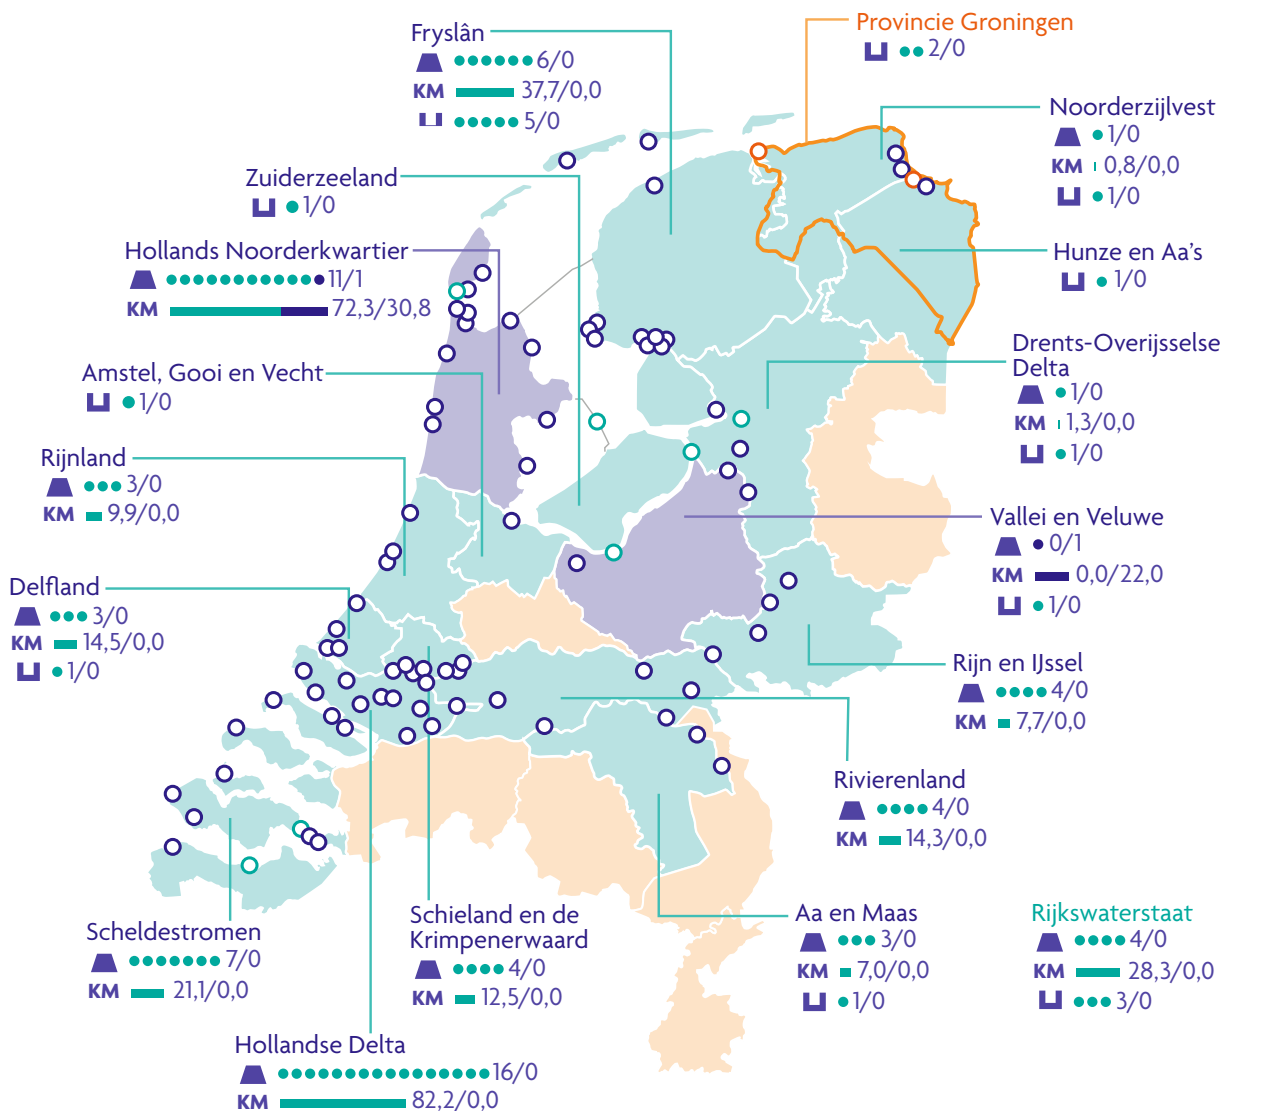 Provincie Groningen
2/0
Fryslân
6/0
KM 37,7/0,0
5/0
Noorderzijlvest
1/0
KM 0,8/0,0
1/0
Zuiderzeeland
1/0
Hollands Noorderkwartier
11/1
KM 72,3/30,8
Hunze en Aa's
1/0
Drents-Overijsselse
Delta
1/0
KM 1,3/0,0
1/0
Amstel, Gooi en Vecht
1/0
Rijnland
3/0
KM 9,9/0,0
Vallei en Veluwe
0/1
KM 0,0/22,0
1/0
Delfland
3/0
KM 14,5/0,0
1/0
Rijn en IJssel
4/0
KM 7,7/0,0
Rivierenland
4/0
KM 14,3/0,0
Scheldestromen
7/0
KM 21,1/0,0
Schieland en de
Krimpenerwaard
4/0
KM 12,5/0,0
Aa en Maas
3/0
KM 7,0/0,0
1/0
Rijkswaterstaat
4/0
KM 28,3/0,0
3/0
Hollandse Delta
16/0
KM 82,2/0,0